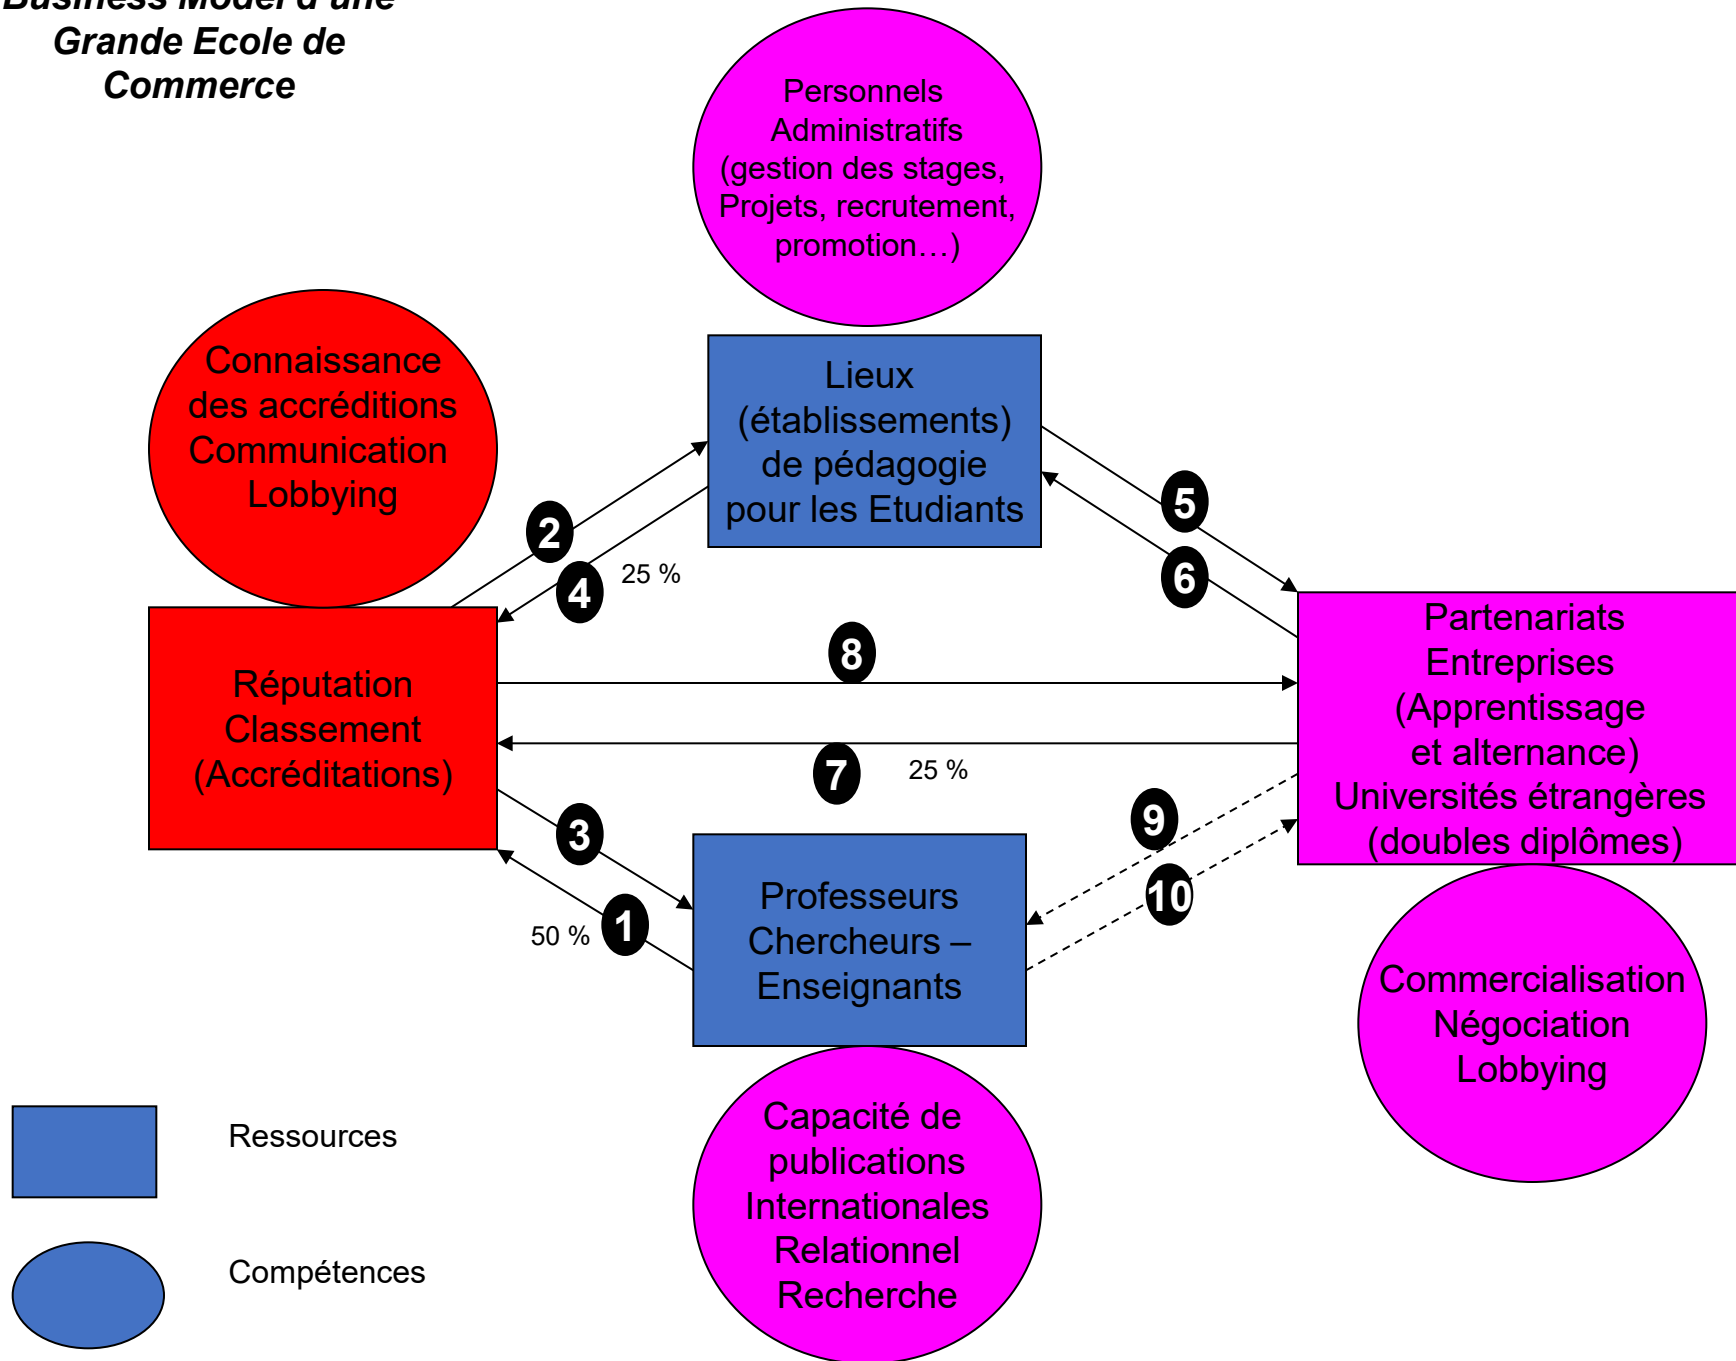 Business Model d'une
Grande Ecole de
Commerce
Personnels
Administratifs
(gestion des stages,
Projets, recrutement,
promotion…)
Connaissance
des accréditions
Communication
Lobbying
Lieux
(établissements)
de pédagogie
pour les Etudiants
2
4
25 %
5
6
8
7
25 %
Réputation
Classement
(Accréditations)
Partenariats
Entreprises
(Apprentissage
et alternance)
Universités étrangères
(doubles diplômes)
3
1
50 %
9
10
Professeurs
Chercheurs –
Enseignants
Commercialisation
Négociation
Lobbying
Capacité de
publications
Internationales
Relationnel
Recherche
Ressources
Compétences